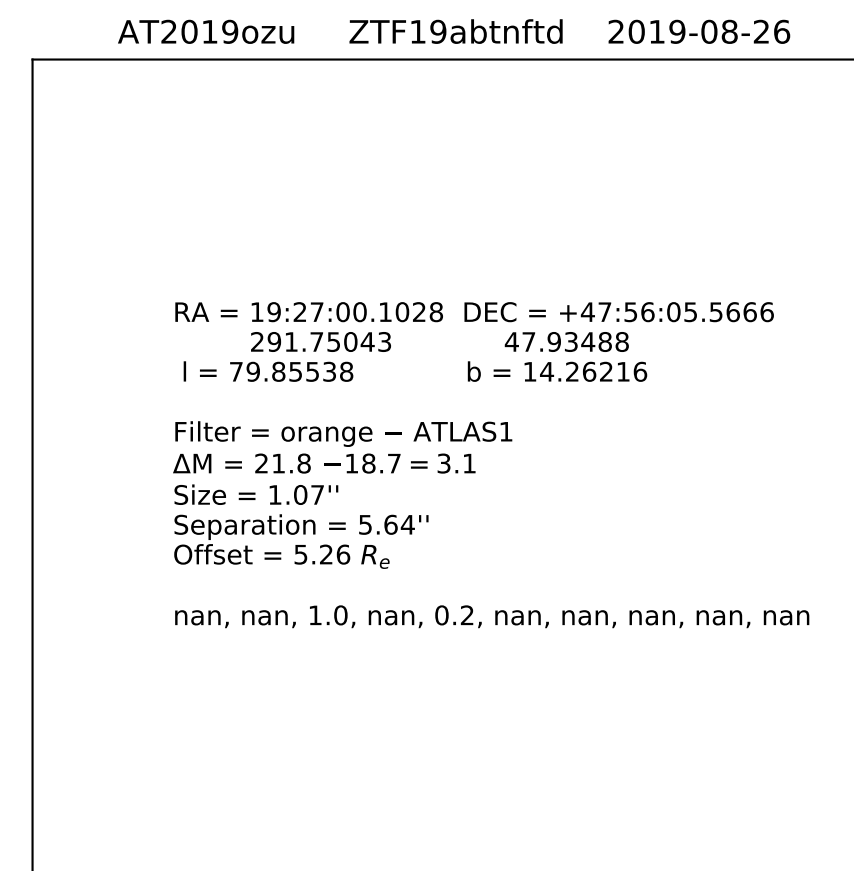 AT2019ozu ZTF19abtnftd 2019-08-26
RA = 19:27:00.1028 DEC = +47:56:05.5666
291.75043 47.93488
l = 79.85538 b = 14.26216
Filter = orange − ATLAS1
ΔM = 21.8 −18.7 = 3.1
Size = 1.07''
Separation = 5.64''
Offset = 5.26 Rₑ
nan, nan, 1.0, nan, 0.2, nan, nan, nan, nan, nan